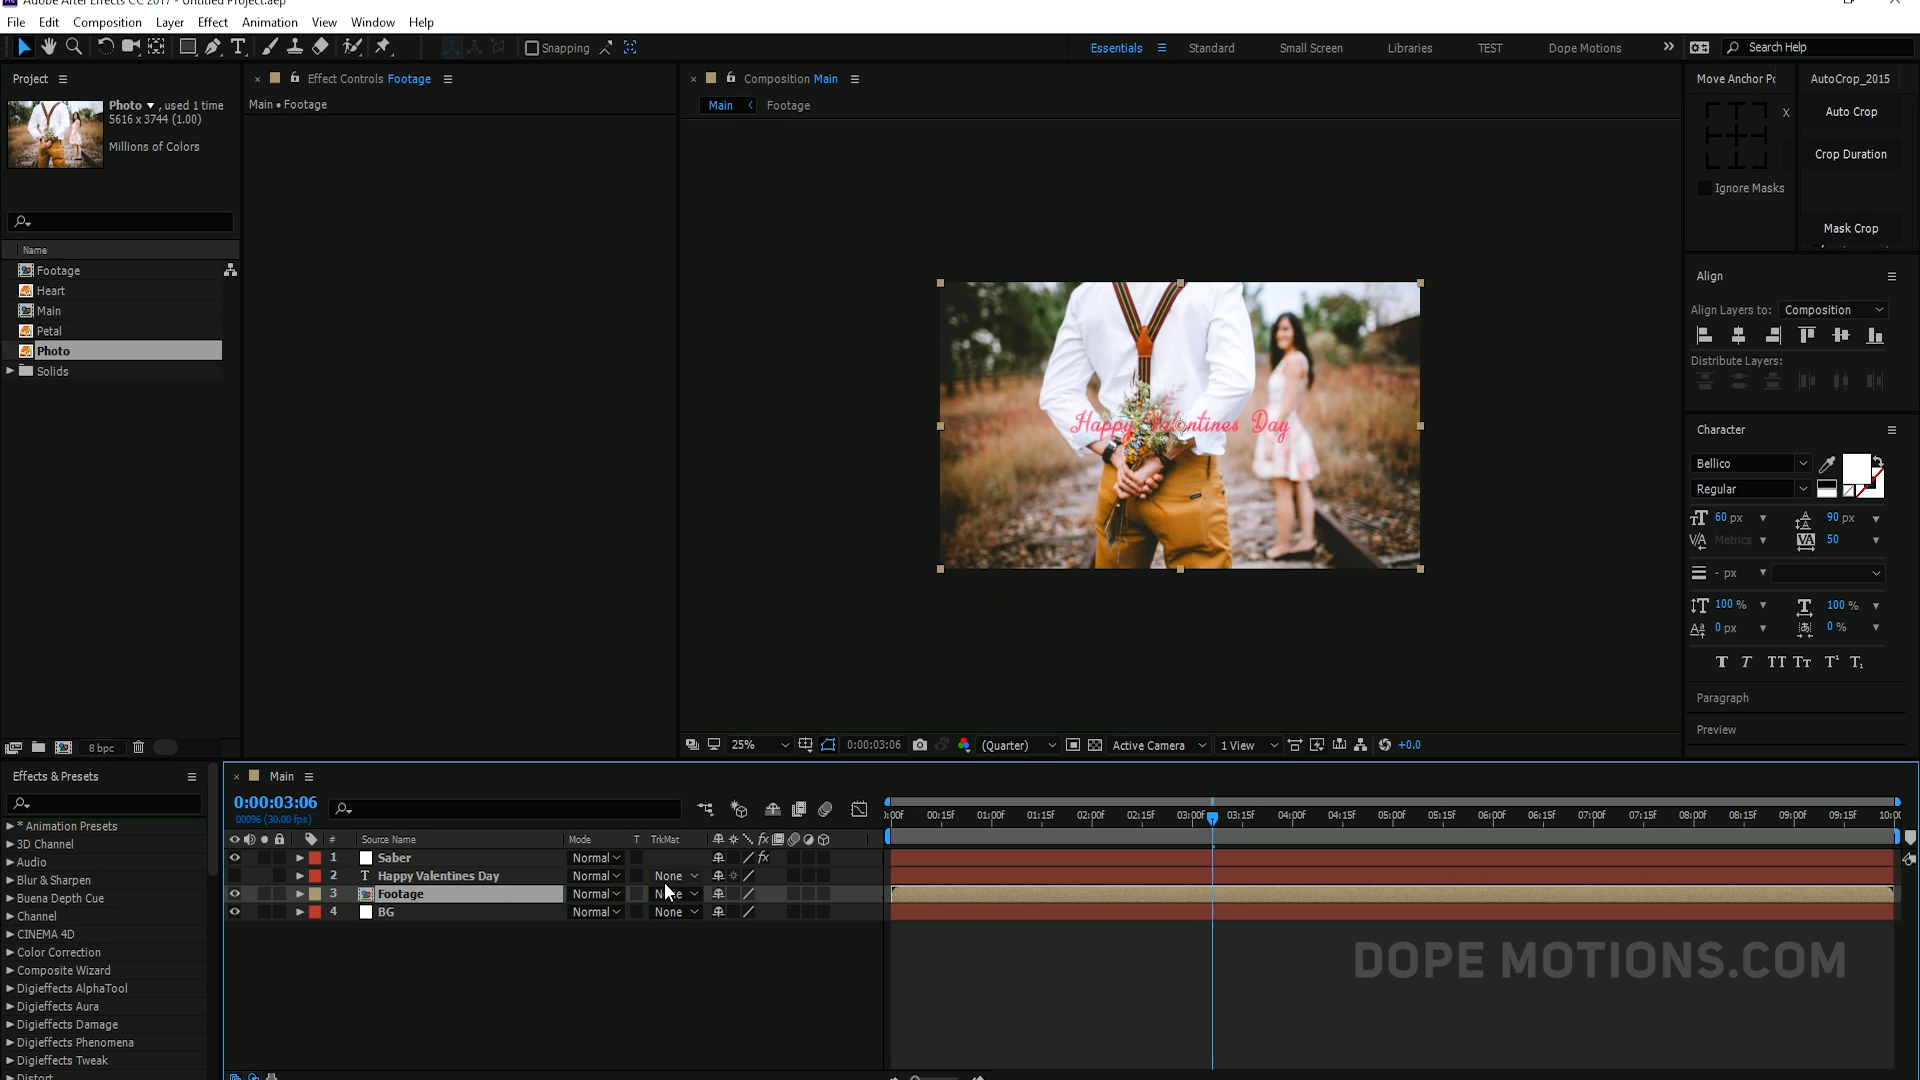 Adobe After Effects CC 2017 - Untitled Project.aep
File Edit Composition Layer Effect Animation View Window Help
Snapping
Essentials Standard Small Screen Libraries TEST Dope Motions
Search Help
Project
Photo , used 1 time
5616 x 3744 (1.00)
Millions of Colors
Name
Footage
Heart
Main
Petal
Photo
Solids
8 bpc
Effect Controls Footage
Main • Footage
Composition Main
Main Footage
Happy Valentines Day
25% 0:00:03:06 (Quarter) Active Camera 1 View +0.0
Move Anchor Po
X
Ignore Masks
AutoCrop_2015
Auto Crop
Crop Duration
Mask Crop
Align
Align Layers to: Composition
Distribute Layers:
Character
Bellico
Regular
60 px 90 px
Metrics 50
- px
100 % 100 %
0 px 0 %
Paragraph
Preview
Effects & Presets
* Animation Presets
3D Channel
Audio
Blur & Sharpen
Buena Depth Cue
Channel
CINEMA 4D
Color Correction
Composite Wizard
Digieffects AlphaTool
Digieffects Aura
Digieffects Damage
Digieffects Phenomena
Digieffects Tweak
Distort
Main
0:00:03:06
00096 (30.00 fps)
# Source Name Mode T TrkMat
1 Saber Normal
2 T Happy Valentines Day Normal None
3 Footage Normal None
4 BG Normal None
00:15f 01:00f 01:15f 02:00f 02:15f 03:00f 03:15f 04:00f 04:15f 05:00f 05:15f 06:00f 06:15f 07:00f 07:15f 08:00f 08:15f 09:00f 09:15f 10:00
DOPE MOTIONS.COM